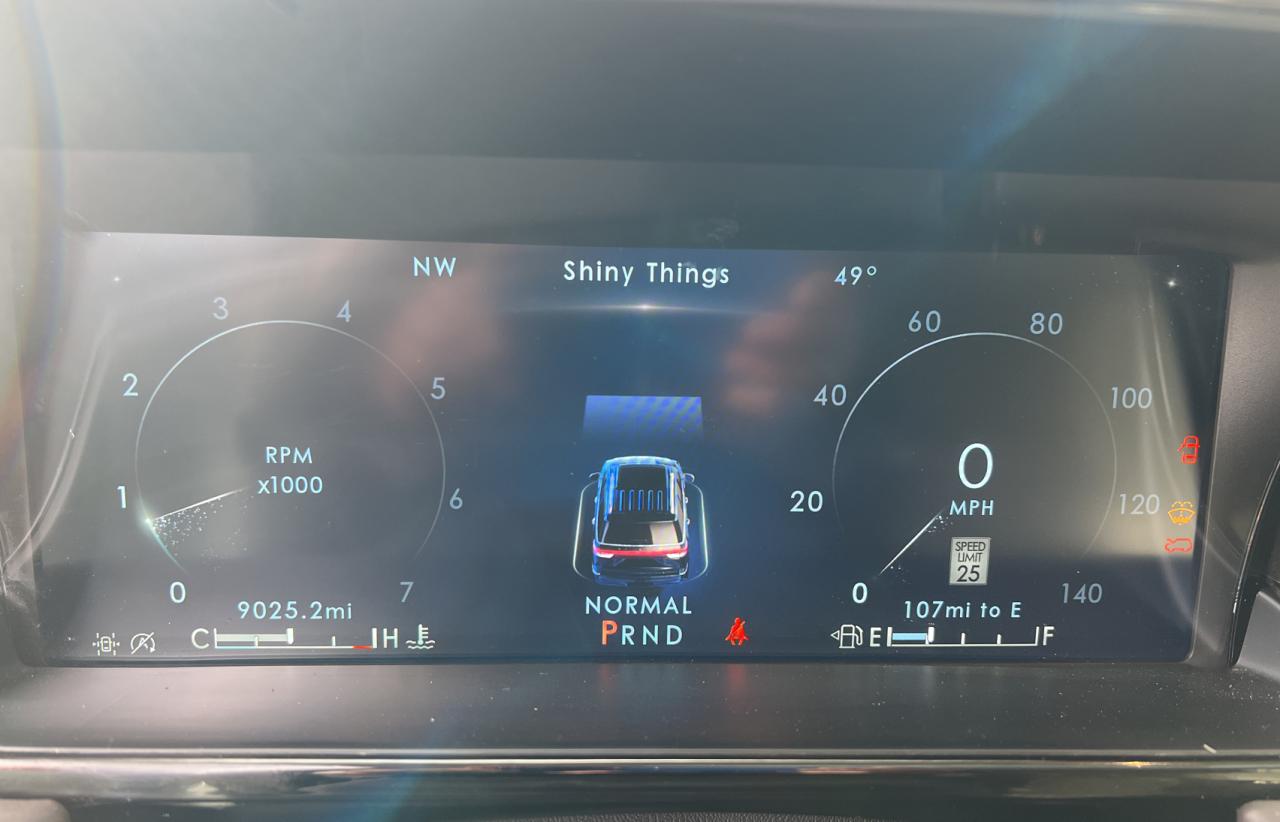 NW
Shiny Things
49°
3
4
2
5
1
6
0
7
RPM
x1000
9025.2mi
C
H
NORMAL
PRND
60
80
40
100
20
120
0
140
0
MPH
SPEED
LIMIT
25
107mi to E
E
F